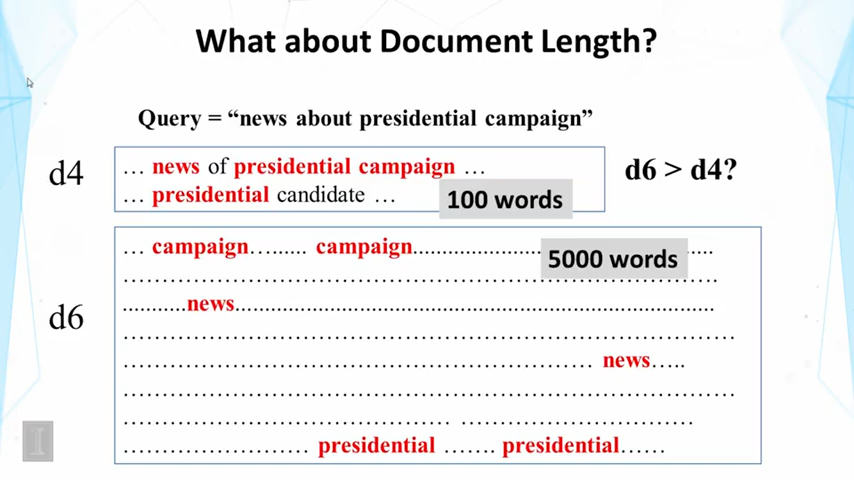 What about Document Length?
Query = “news about presidential campaign”
d4
… news of presidential campaign …
… presidential candidate …
100 words
d6 > d4?
d6
… campaign…...... campaign..........................................................
5000 words
……………………………………………………………………….
...........news.........................................................................................
…………………………………………………………………………
…………………………………………………… news…..
…………………………………………………………………………
…………………………………… …………………………
…………………… presidential ……. presidential……
I